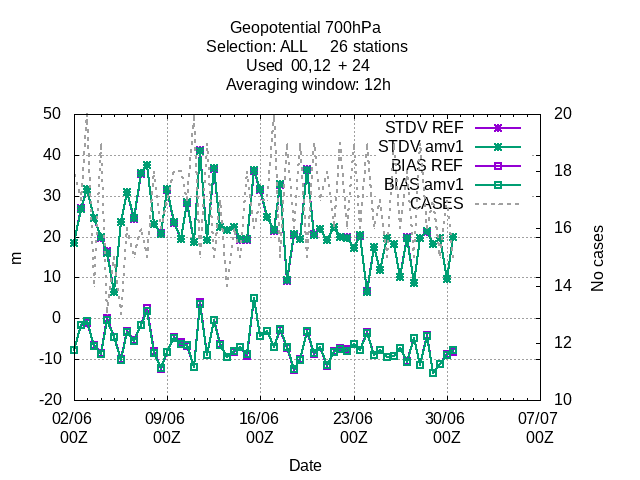 Geopotential 700hPa
Selection: ALL     26 stations
Used  00,12  + 24
Averaging window: 12h
50
40
30
20
10
0
-10
-20
20
18
16
14
12
10
m
No cases
STDV REF
STDV amv1
BIAS REF
BIAS amv1
CASES
02/06 09/06 16/06 23/06 30/06 07/07
00Z 00Z 00Z 00Z 00Z 00Z
Date